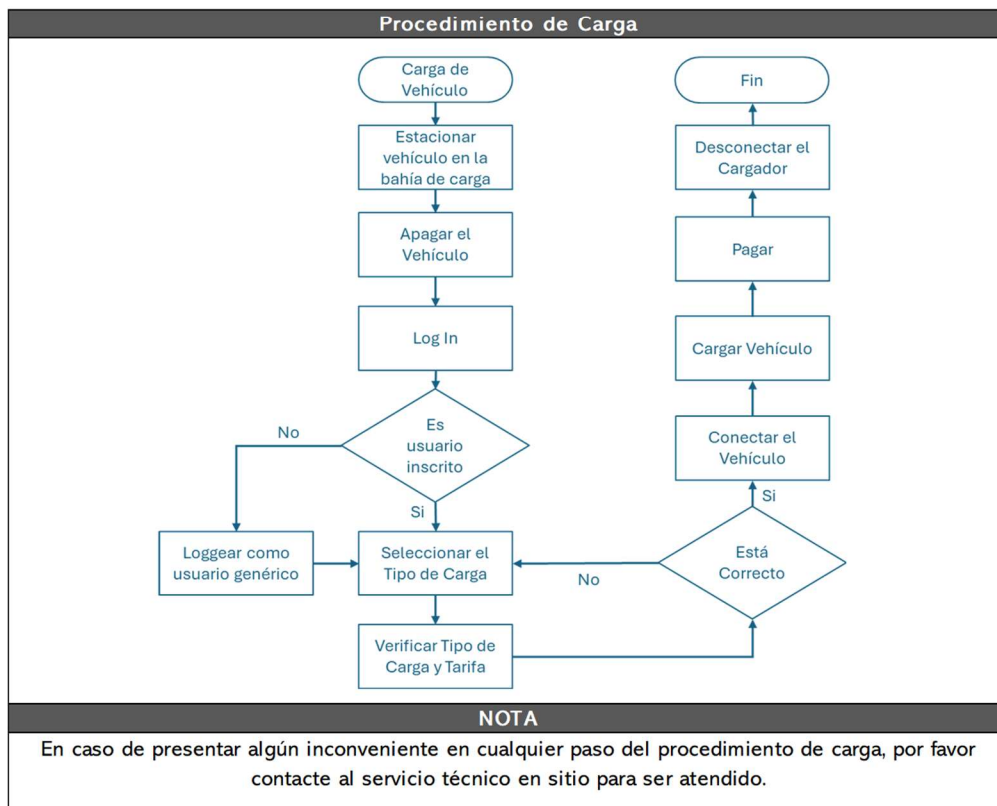 Procedimiento de Carga
Carga de
Vehículo
Estacionar
vehículo en la
bahía de carga
Apagar el
Vehículo
Log In
Es
usuario
inscrito
No
Si
Loggear como
usuario genérico
Seleccionar el
Tipo de Carga
Verificar Tipo de
Carga y Tarifa
Está
Correcto
No
Si
Conectar el
Vehículo
Cargar Vehículo
Pagar
Desconectar el
Cargador
Fin
NOTA
En caso de presentar algún inconveniente en cualquier paso del procedimiento de carga, por favor
contacte al servicio técnico en sitio para ser atendido.